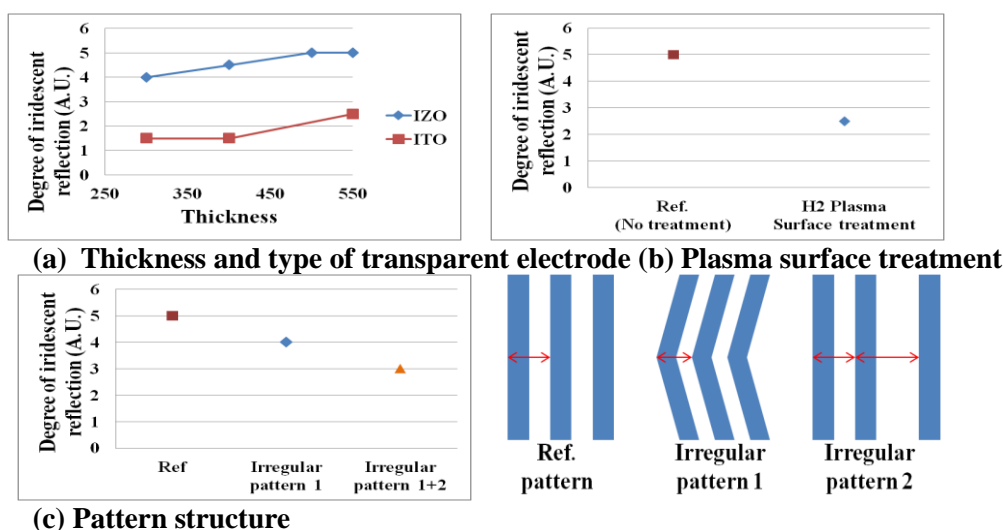 6
5
4
3
2
1
0
Degree of iridescent
reflection (A.U.)
250 350 450 550
Thickness
IZO
ITO
6
5
4
3
2
1
0
Degree of iridescent
reflection (A.U.)
Ref.
(No treatment)
H2 Plasma
Surface treatment
(a) Thickness and type of transparent electrode (b) Plasma surface treatment
6
5
4
3
2
1
0
Degree of iridescent
reflection (A.U.)
Ref
Irregular
pattern 1
Irregular
pattern 1+2
Ref.
pattern
Irregular
pattern 1
Irregular
pattern 2
(c) Pattern structure